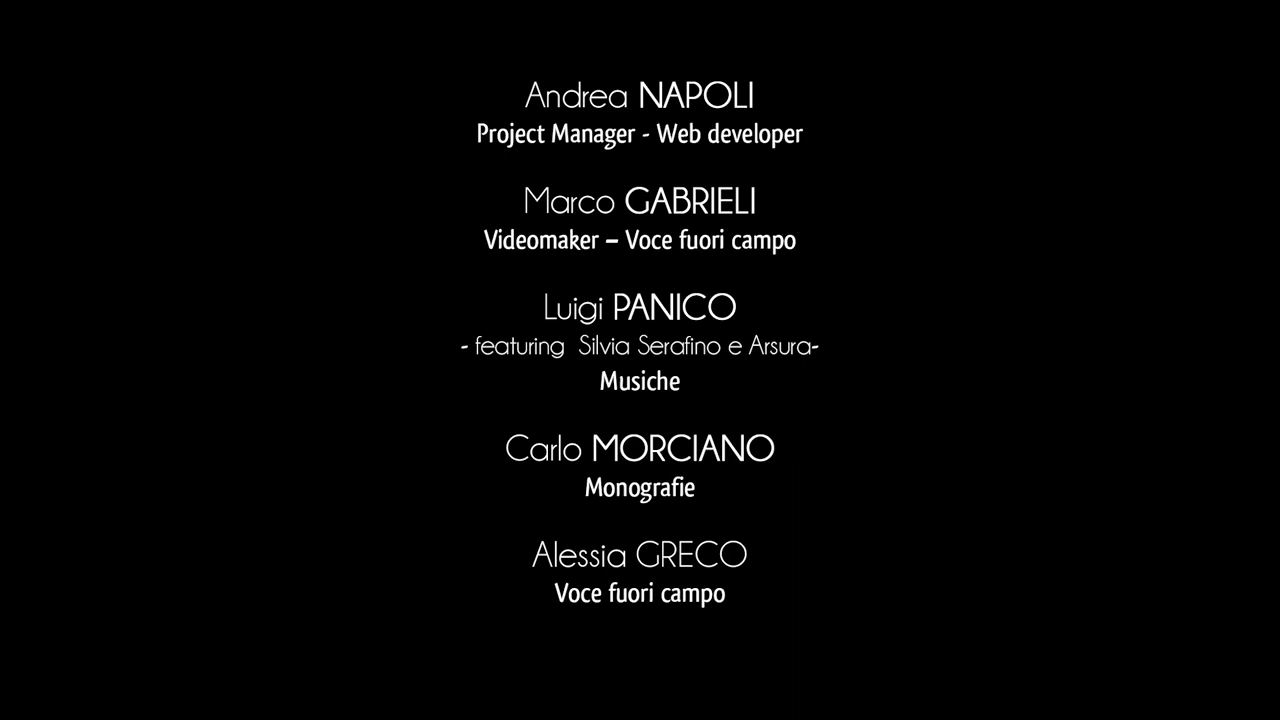 Andrea NAPOLI
Project Manager - Web developer
Marco GABRIELI
Videomaker – Voce fuori campo
Luigi PANICO
- featuring Silvia Serafino e Arsura-
Musiche
Carlo MORCIANO
Monografie
Alessia GRECO
Voce fuori campo